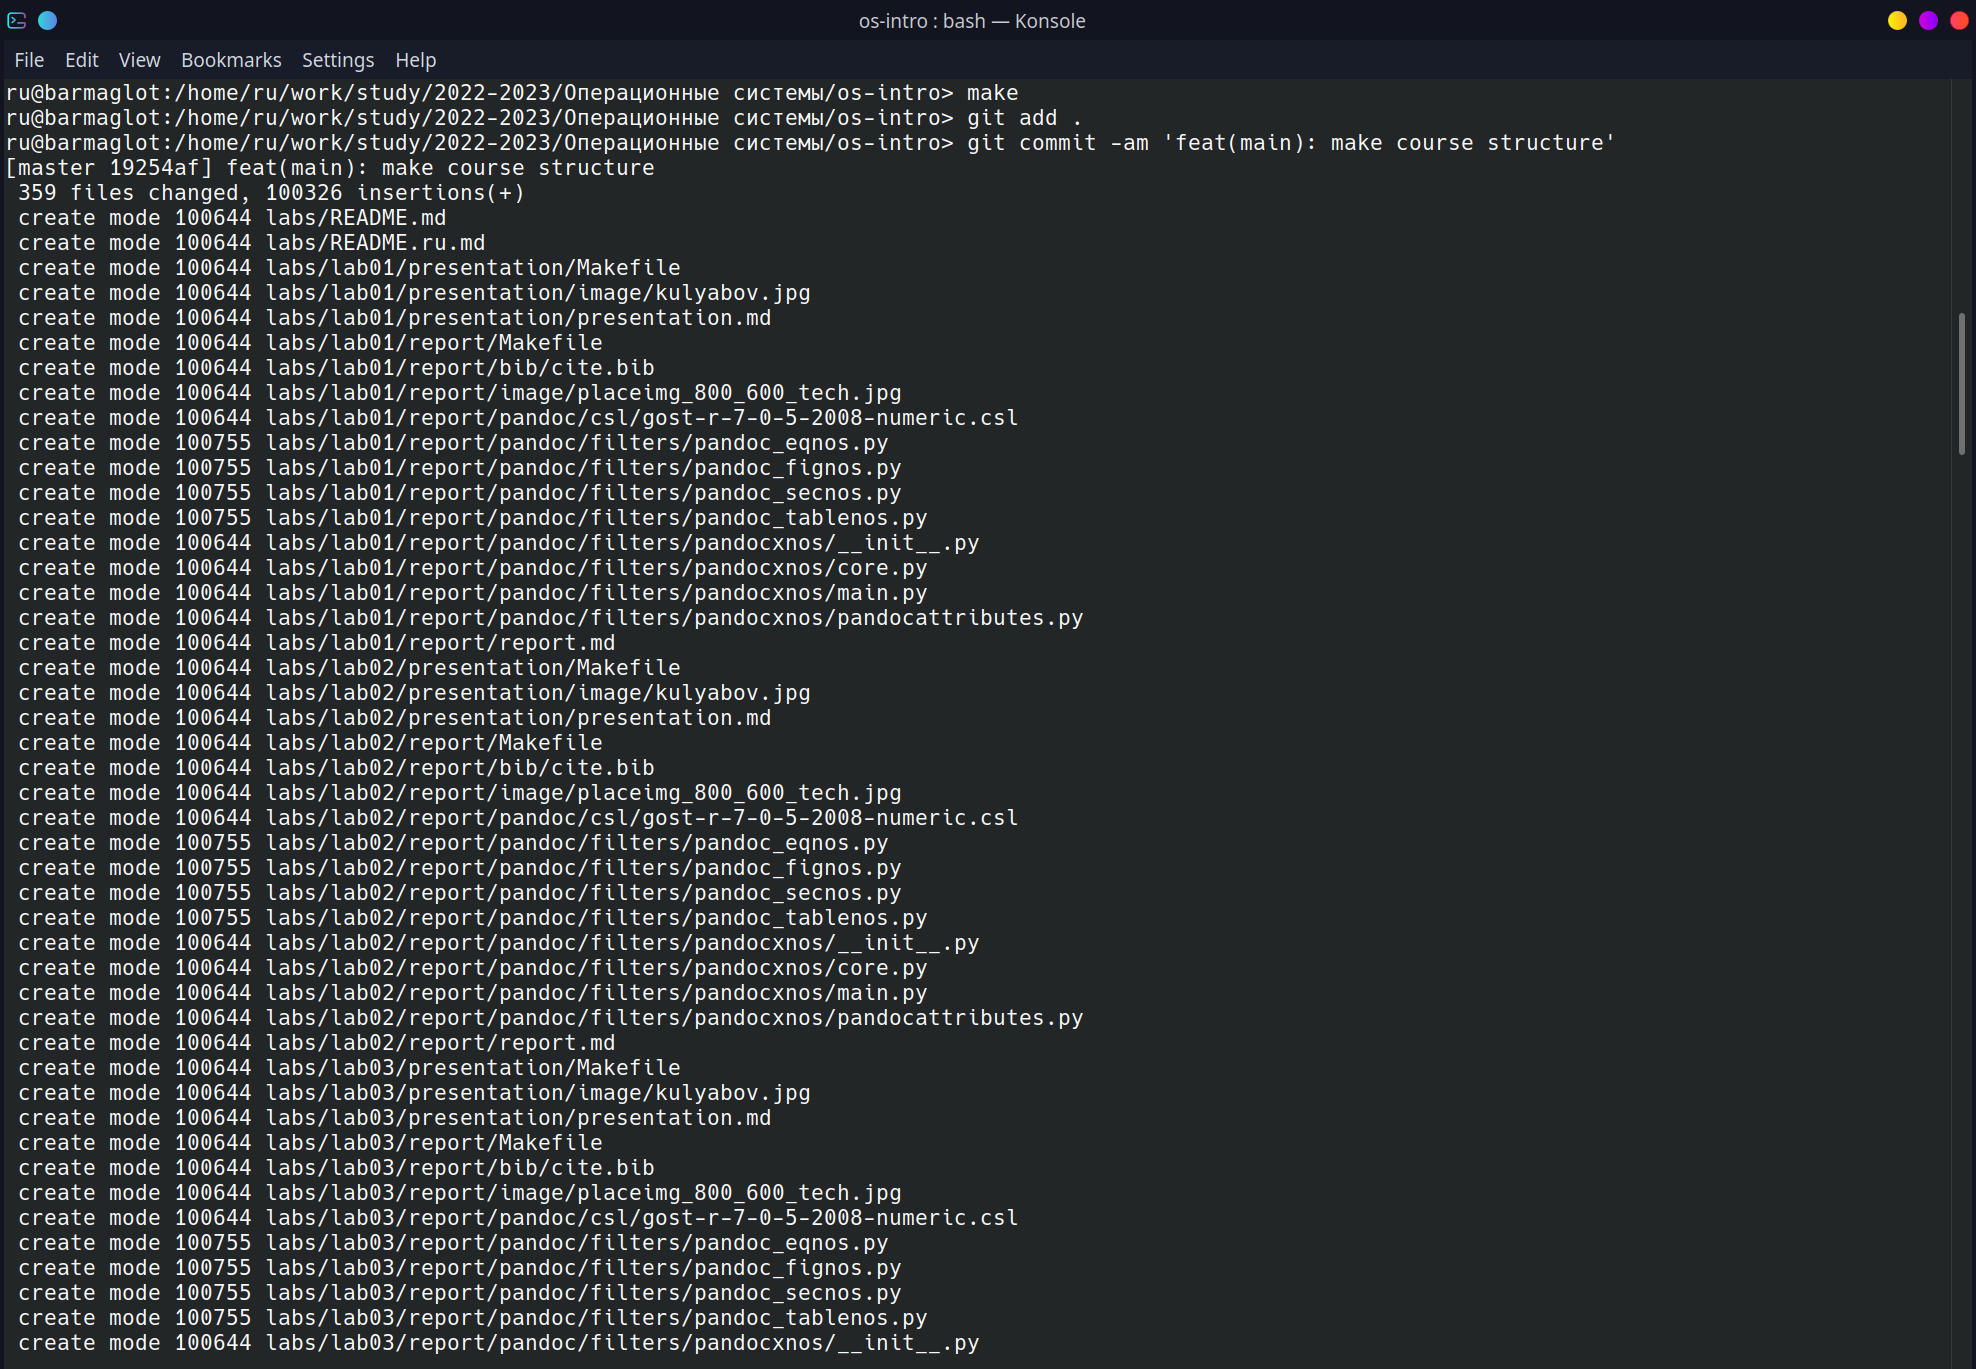 os-intro : bash — Konsole
File Edit View Bookmarks Settings Help
ru@barmaglot:/home/ru/work/study/2022-2023/Операционные системы/os-intro> make
ru@barmaglot:/home/ru/work/study/2022-2023/Операционные системы/os-intro> git add .
ru@barmaglot:/home/ru/work/study/2022-2023/Операционные системы/os-intro> git commit -am 'feat(main): make course structure'
[master 19254af] feat(main): make course structure
 359 files changed, 100326 insertions(+)
 create mode 100644 labs/README.md
 create mode 100644 labs/README.ru.md
 create mode 100644 labs/lab01/presentation/Makefile
 create mode 100644 labs/lab01/presentation/image/kulyabov.jpg
 create mode 100644 labs/lab01/presentation/presentation.md
 create mode 100644 labs/lab01/report/Makefile
 create mode 100644 labs/lab01/report/bib/cite.bib
 create mode 100644 labs/lab01/report/image/placeimg_800_600_tech.jpg
 create mode 100644 labs/lab01/report/pandoc/csl/gost-r-7-0-5-2008-numeric.csl
 create mode 100755 labs/lab01/report/pandoc/filters/pandoc_eqnos.py
 create mode 100755 labs/lab01/report/pandoc/filters/pandoc_fignos.py
 create mode 100755 labs/lab01/report/pandoc/filters/pandoc_secnos.py
 create mode 100755 labs/lab01/report/pandoc/filters/pandoc_tablenos.py
 create mode 100644 labs/lab01/report/pandoc/filters/pandocxnos/__init__.py
 create mode 100644 labs/lab01/report/pandoc/filters/pandocxnos/core.py
 create mode 100644 labs/lab01/report/pandoc/filters/pandocxnos/main.py
 create mode 100644 labs/lab01/report/pandoc/filters/pandocxnos/pandocattributes.py
 create mode 100644 labs/lab01/report/report.md
 create mode 100644 labs/lab02/presentation/Makefile
 create mode 100644 labs/lab02/presentation/image/kulyabov.jpg
 create mode 100644 labs/lab02/presentation/presentation.md
 create mode 100644 labs/lab02/report/Makefile
 create mode 100644 labs/lab02/report/bib/cite.bib
 create mode 100644 labs/lab02/report/image/placeimg_800_600_tech.jpg
 create mode 100644 labs/lab02/report/pandoc/csl/gost-r-7-0-5-2008-numeric.csl
 create mode 100755 labs/lab02/report/pandoc/filters/pandoc_eqnos.py
 create mode 100755 labs/lab02/report/pandoc/filters/pandoc_fignos.py
 create mode 100755 labs/lab02/report/pandoc/filters/pandoc_secnos.py
 create mode 100755 labs/lab02/report/pandoc/filters/pandoc_tablenos.py
 create mode 100644 labs/lab02/report/pandoc/filters/pandocxnos/__init__.py
 create mode 100644 labs/lab02/report/pandoc/filters/pandocxnos/core.py
 create mode 100644 labs/lab02/report/pandoc/filters/pandocxnos/main.py
 create mode 100644 labs/lab02/report/pandoc/filters/pandocxnos/pandocattributes.py
 create mode 100644 labs/lab02/report/report.md
 create mode 100644 labs/lab03/presentation/Makefile
 create mode 100644 labs/lab03/presentation/image/kulyabov.jpg
 create mode 100644 labs/lab03/presentation/presentation.md
 create mode 100644 labs/lab03/report/Makefile
 create mode 100644 labs/lab03/report/bib/cite.bib
 create mode 100644 labs/lab03/report/image/placeimg_800_600_tech.jpg
 create mode 100644 labs/lab03/report/pandoc/csl/gost-r-7-0-5-2008-numeric.csl
 create mode 100755 labs/lab03/report/pandoc/filters/pandoc_eqnos.py
 create mode 100755 labs/lab03/report/pandoc/filters/pandoc_fignos.py
 create mode 100755 labs/lab03/report/pandoc/filters/pandoc_secnos.py
 create mode 100755 labs/lab03/report/pandoc/filters/pandoc_tablenos.py
 create mode 100644 labs/lab03/report/pandoc/filters/pandocxnos/__init__.py